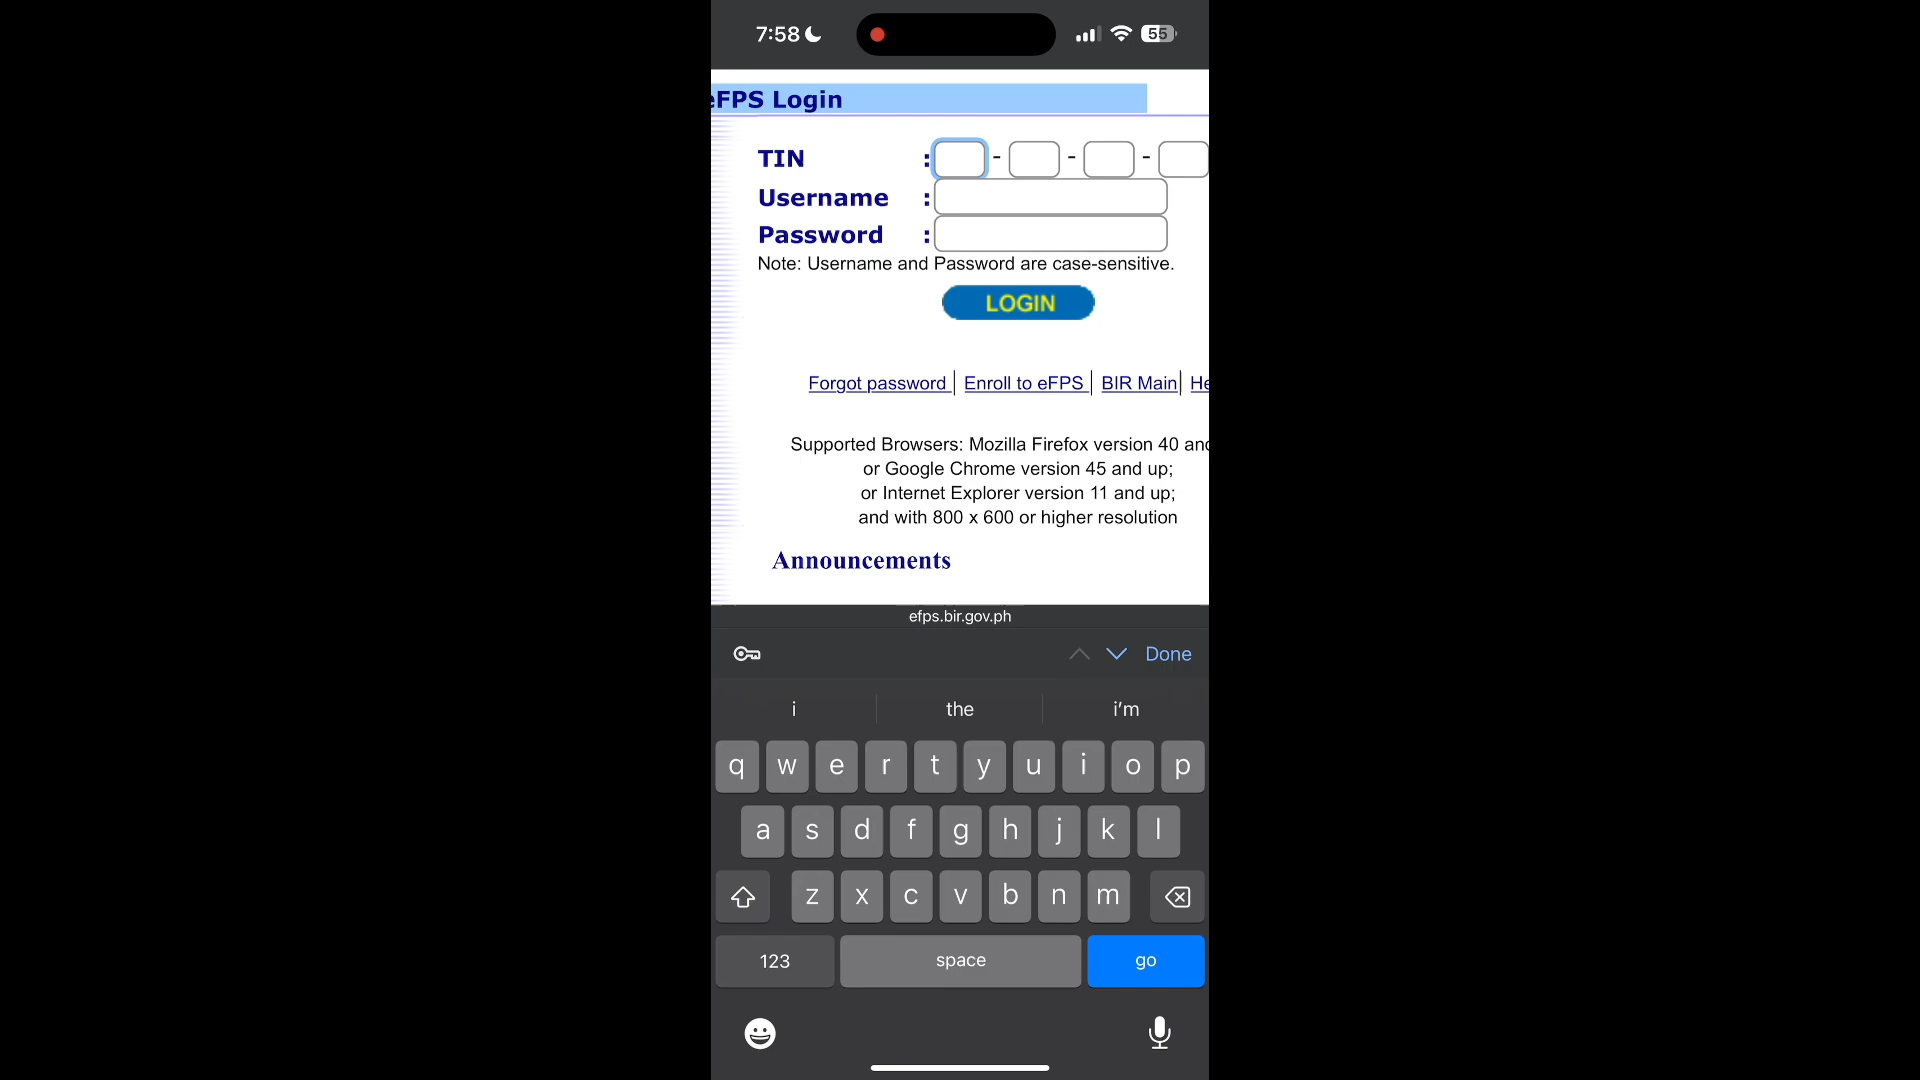 7:58
55
eFPS Login
TIN : - - -
Username :
Password :
Note: Username and Password are case-sensitive.
LOGIN
Forgot password | Enroll to eFPS | BIR Main | He
Supported Browsers: Mozilla Firefox version 40 and
or Google Chrome version 45 and up;
or Internet Explorer version 11 and up;
and with 800 x 600 or higher resolution
Announcements
efps.bir.gov.ph
Done
i the i'm
q w e r t y u i o p
a s d f g h j k l
z x c v b n m
123 space go